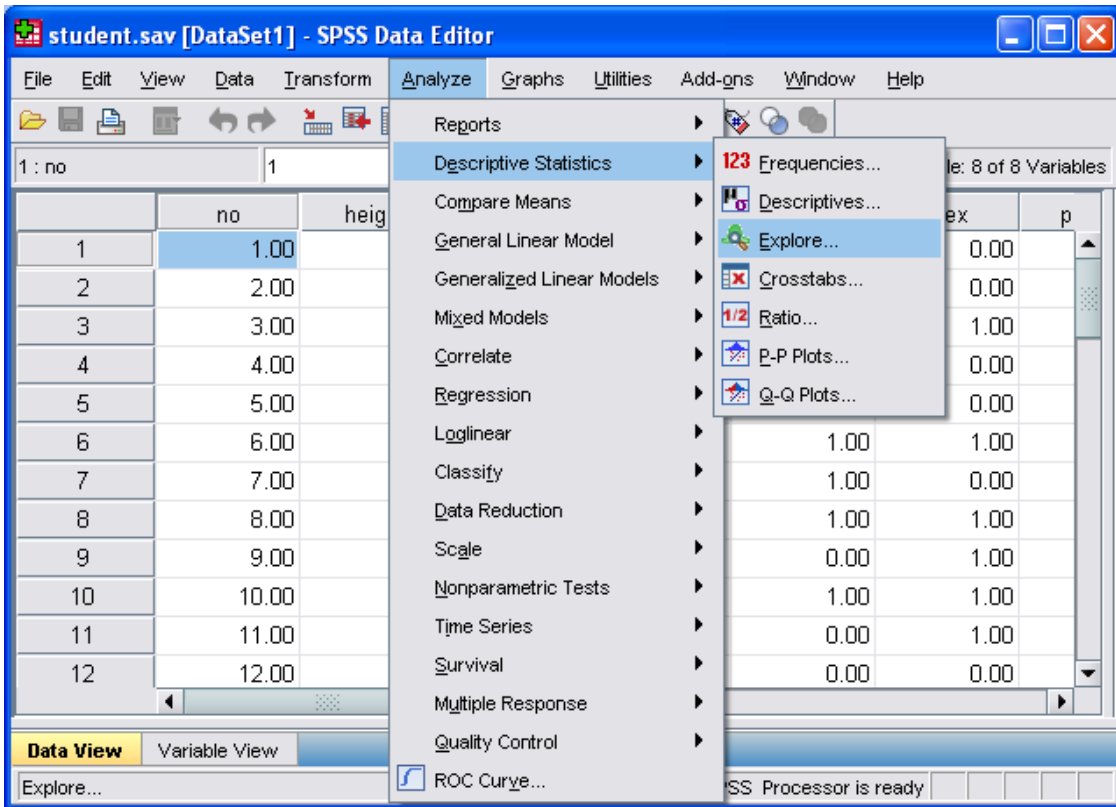 student.sav [DataSet1] - SPSS Data Editor
File Edit View Data Transform Analyze Graphs Utilities Add-ons Window Help
1 : no 1 le: 8 of 8 Variables
Reports
Descriptive Statistics
Compare Means
General Linear Model
Generalized Linear Models
Mixed Models
Correlate
Regression
Loglinear
Classify
Data Reduction
Scale
Nonparametric Tests
Time Series
Survival
Multiple Response
Quality Control
ROC Curve...
123 Frequencies...
μσ Descriptives...
Explore...
Crosstabs...
1/2 Ratio...
P-P Plots...
Q-Q Plots...
no heig ex p
1 1.00 0.00
2 2.00 0.00
3 3.00 1.00
4 4.00 0.00
5 5.00 0.00
6 6.00 1.00 1.00
7 7.00 1.00 0.00
8 8.00 1.00 1.00
9 9.00 0.00 1.00
10 10.00 1.00 1.00
11 11.00 0.00 1.00
12 12.00 0.00 0.00
Data View Variable View
Explore... PSS Processor is ready